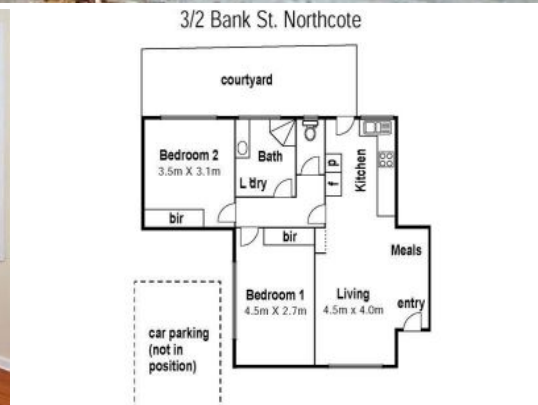 3/2 Bank St. Northcote
courtyard
Bedroom 2
3.5m X 3.1m
Bath
L'dry
p
f
Kitchen
bir
bir
Meals
Bedroom 1
4.5m X 2.7m
Living
4.5m x 4.0m
entry
car parking
(not in
position)